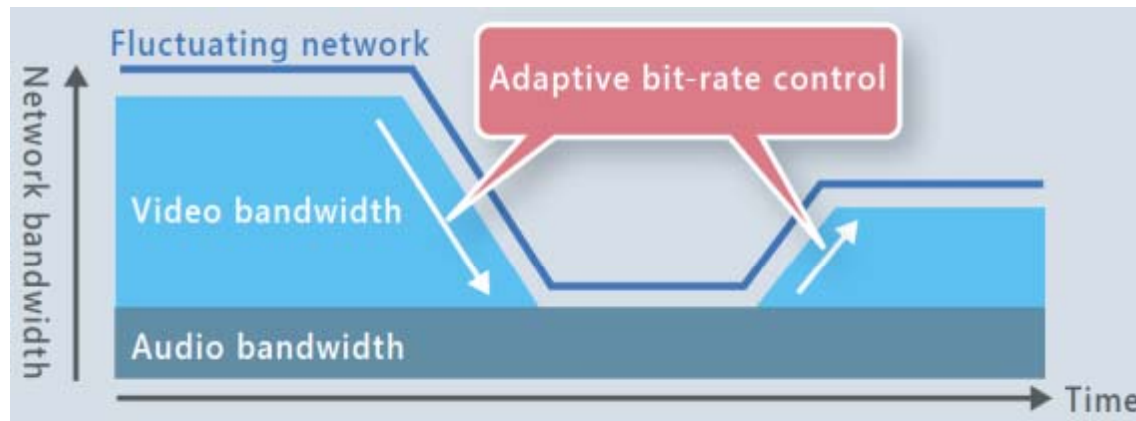 Fluctuating network
Adaptive bit-rate control
Network bandwidth
Video bandwidth
Audio bandwidth
Time